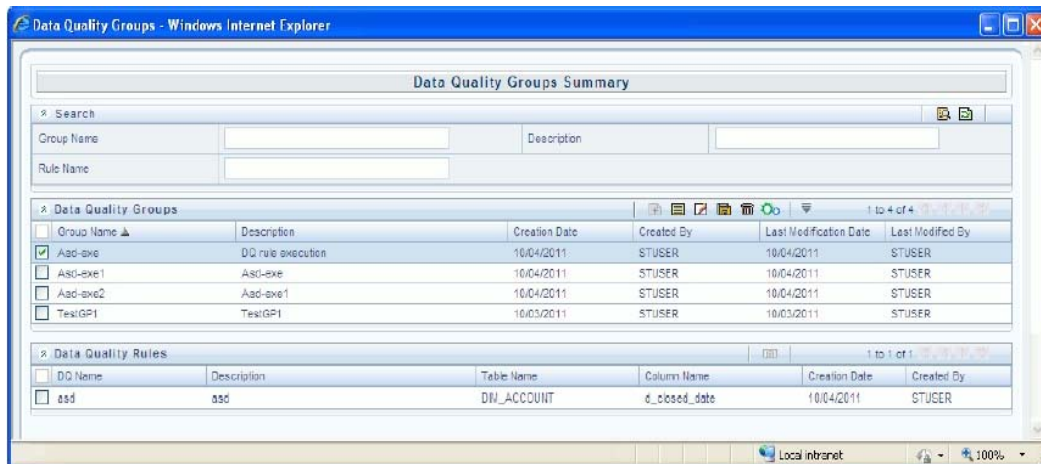 Data Quality Groups - Windows Internet Explorer
Data Quality Groups Summary
Search
Group Name Description
Rule Name
Data Quality Groups 1 to 4 of 4
Group Name Description Creation Date Created By Last Modification Date Last Modified By
Asd-exe DQ rule execution 10/04/2011 STUSER 10/04/2011 STUSER
Asd-exe1 Asd-exe 10/04/2011 STUSER 10/04/2011 STUSER
Asd-exe2 Asd-exe1 10/04/2011 STUSER 10/04/2011 STUSER
TestGP1 TestGP1 10/03/2011 STUSER 10/03/2011 STUSER
Data Quality Rules 1 to 1 of 1
DQ Name Description Table Name Column Name Creation Date Created By
asd asd DIM_ACCOUNT d_closed_date 10/04/2011 STUSER
Local intranet 100%